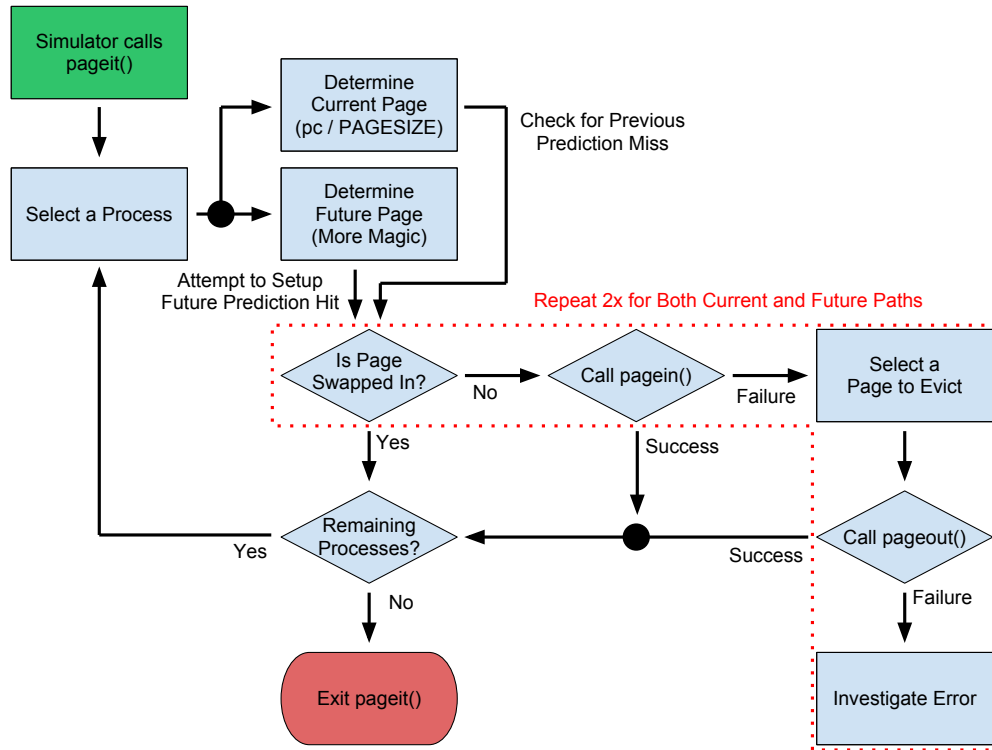 Simulator calls
pageit()
Determine
Current Page
(pc / PAGESIZE)
Check for Previous
Prediction Miss
Select a Process
Determine
Future Page
(More Magic)
Attempt to Setup
Future Prediction Hit
Repeat 2x for Both Current and Future Paths
Is Page
Swapped In?
No
Call pagein()
Failure
Select a
Page to Evict
Yes
Success
Remaining
Processes?
Yes
Success
Call pageout()
No
Failure
Exit pageit()
Investigate Error